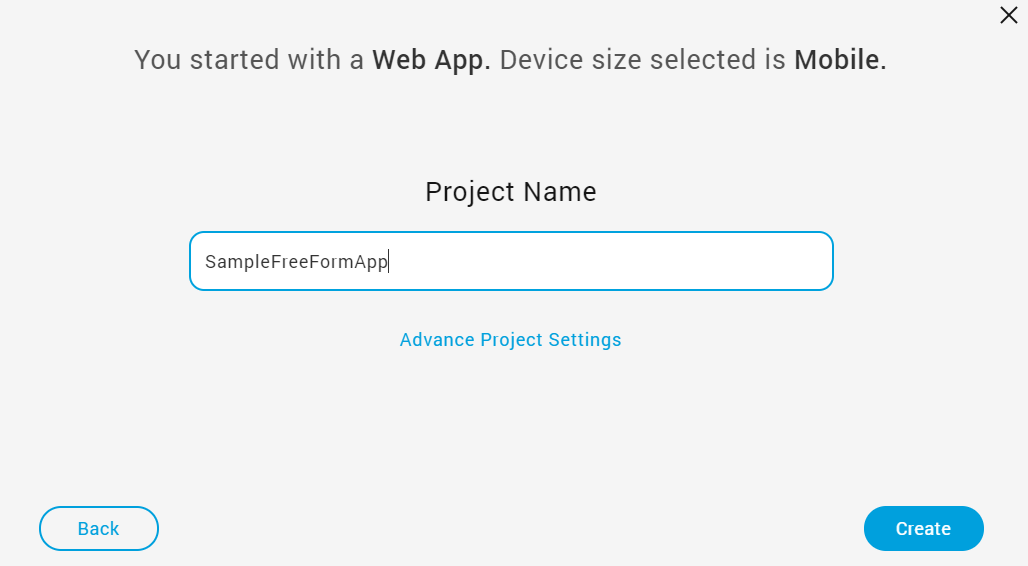 You started with a Web App. Device size selected is Mobile.
Project Name
SampleFreeFormApp
Advance Project Settings
Back
Create